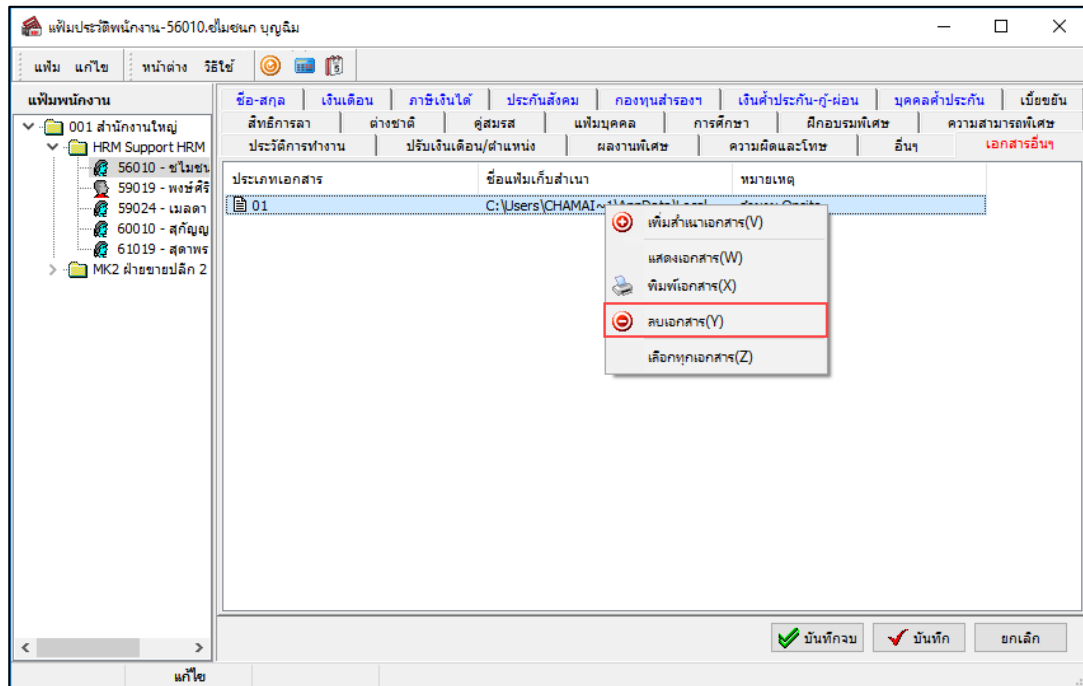 แฟ้มประวัติพนักงาน-56010.ชไมชนก บุญฉิม
แฟ้ม แก้ไข หน้าต่าง วิธีใช้
แฟ้มพนักงาน
ชื่อ-สกุล เงินเดือน ภาษีเงินได้ ประกันสังคม กองทุนสำรองฯ เงินค้ำประกัน-กู้-ผ่อน บุคคลค้ำประกัน เบี้ยขยัน
สิทธิการลา ต่างชาติ คู่สมรส แฟ้มบุคคล การศึกษา ฝึกอบรมพิเศษ ความสามารถพิเศษ
ประวัติการทำงาน ปรับเงินเดือน/ตำแหน่ง ผลงานพิเศษ ความผิดและโทษ อื่นๆ เอกสารอื่นๆ
001 สำนักงานใหญ่
HRM Support HRM
56010 - ชไมชน
59019 - พงษ์ศิริ
59024 - เมลดา
60010 - สุกัญญ
61019 - สุดาพร
MK2 ฝ่ายขายปลีก 2
ประเภทเอกสาร ชื่อแฟ้มเก็บสำเนา หมายเหตุ
01 C:\Users\CHAMAI~1\AppData\Local
เพิ่มสำเนาเอกสาร(V)
แสดงเอกสาร(W)
พิมพ์เอกสาร(X)
ลบเอกสาร(Y)
เลือกทุกเอกสาร(Z)
บันทึกจบ บันทึก ยกเลิก
แก้ไข